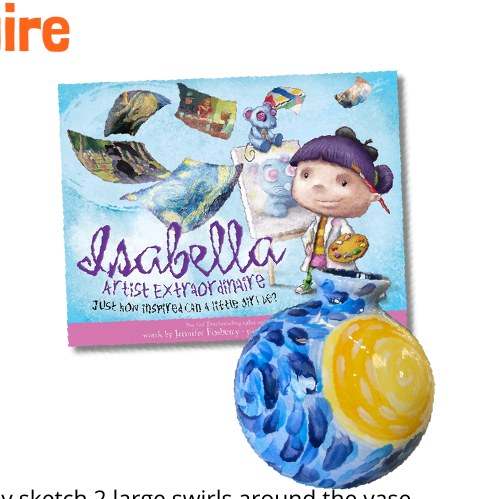 ire
Isabella
Artist Extraordinaire
Just how inspired can a little girl be?
words by Jennifer Fosberry
y sketch 2 large swirls around the vase